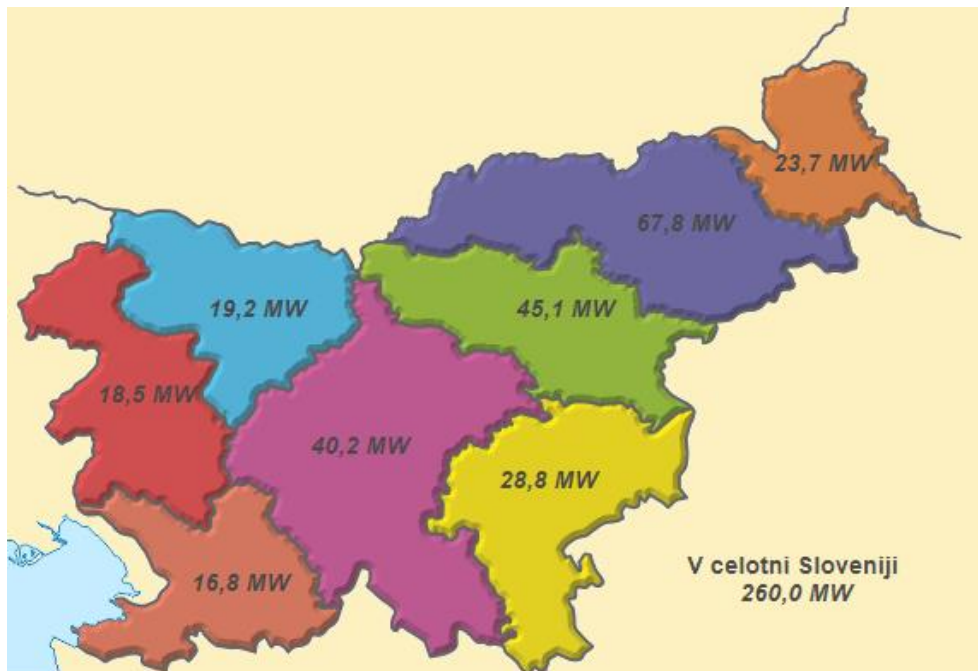 23,7 MW
67,8 MW
19,2 MW
45,1 MW
18,5 MW
40,2 MW
28,8 MW
16,8 MW
V celotni Sloveniji
260,0 MW